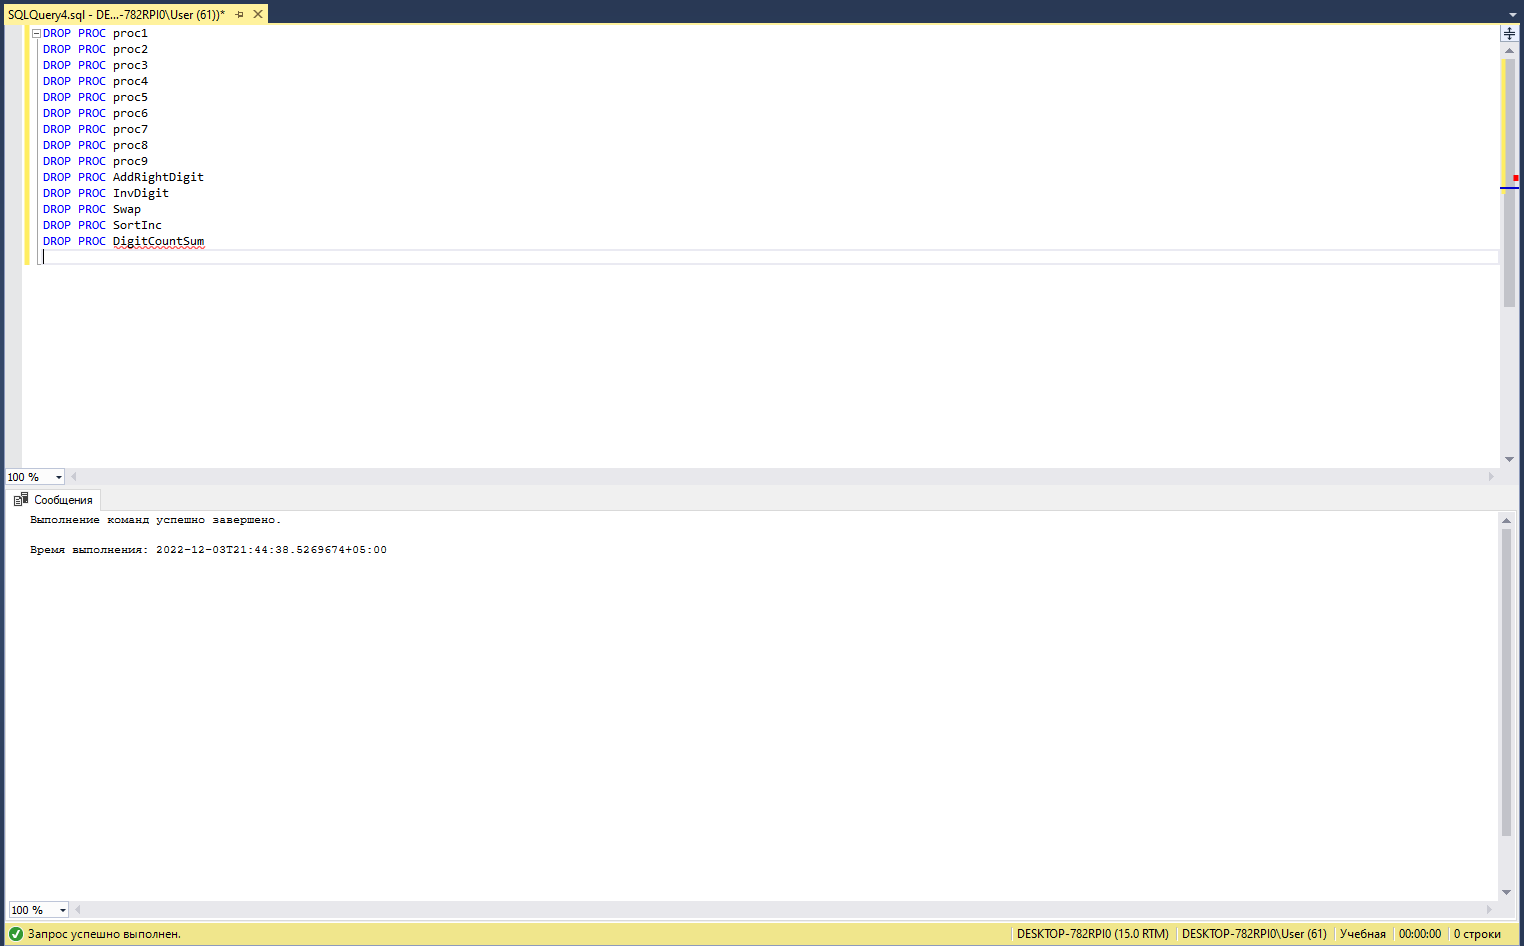 SQLQuery4.sql - DE...-782RPI0\User (61))*
DROP PROC proc1
DROP PROC proc2
DROP PROC proc3
DROP PROC proc4
DROP PROC proc5
DROP PROC proc6
DROP PROC proc7
DROP PROC proc8
DROP PROC proc9
DROP PROC AddRightDigit
DROP PROC InvDigit
DROP PROC Swap
DROP PROC SortInc
DROP PROC DigitCountSum
100 %
Сообщения
Выполнение команд успешно завершено.
Время выполнения: 2022-12-03T21:44:38.5269674+05:00
100 %
Запрос успешно выполнен. DESKTOP-782RPI0 (15.0 RTM) DESKTOP-782RPI0\User (61) Учебная 00:00:00 0 строки